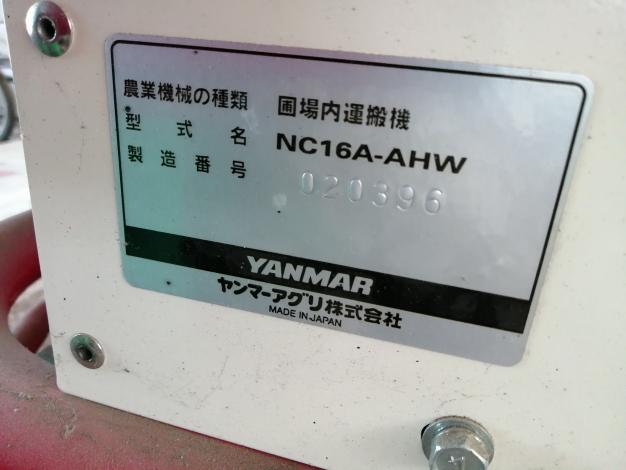 農業機械の種類 圃場内運搬機
型式名 NC16A-AHW
製造番号 020396
YANMAR
ヤンマーアグリ株式会社
MADE IN JAPAN